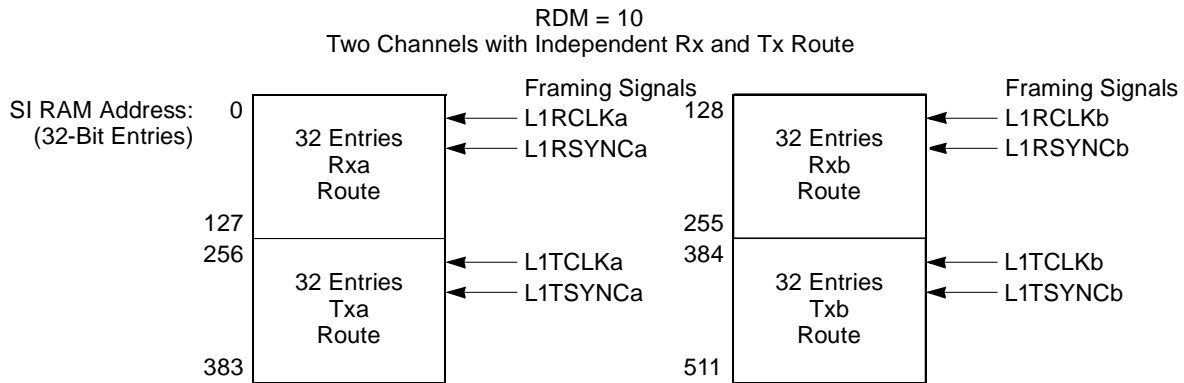 RDM = 10
Two Channels with Independent Rx and Tx Route
SI RAM Address:
(32-Bit Entries)
0
32 Entries
Rxa
Route
127
Framing Signals
L1RCLKa
L1RSYNCa
256
32 Entries
Txa
Route
383
L1TCLKa
L1TSYNCa
128
32 Entries
Rxb
Route
255
Framing Signals
L1RCLKb
L1RSYNCb
384
32 Entries
Txb
Route
511
L1TCLKb
L1TSYNCb